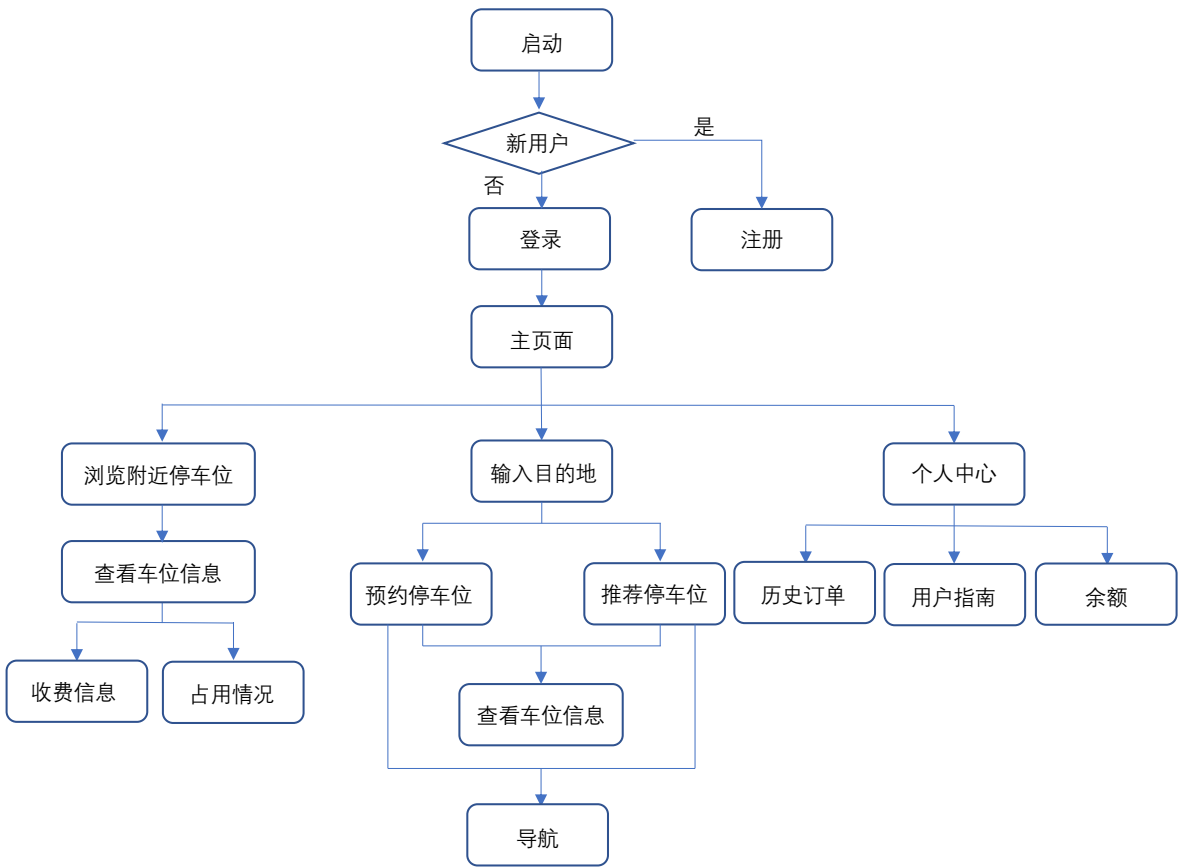 启动
新用户
是
否
登录
注册
主页面
浏览附近停车位
输入目的地
个人中心
查看车位信息
预约停车位
推荐停车位
历史订单
用户指南
余额
收费信息
占用情况
查看车位信息
导航